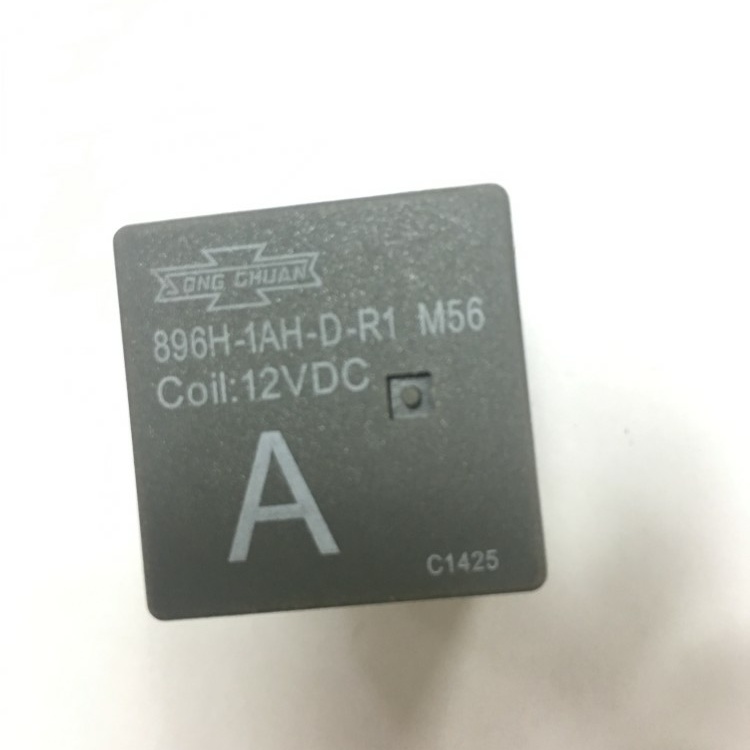 SONG CHUAN
896H-1AH-D-R1 M56
Coil:12VDC
A
C1425